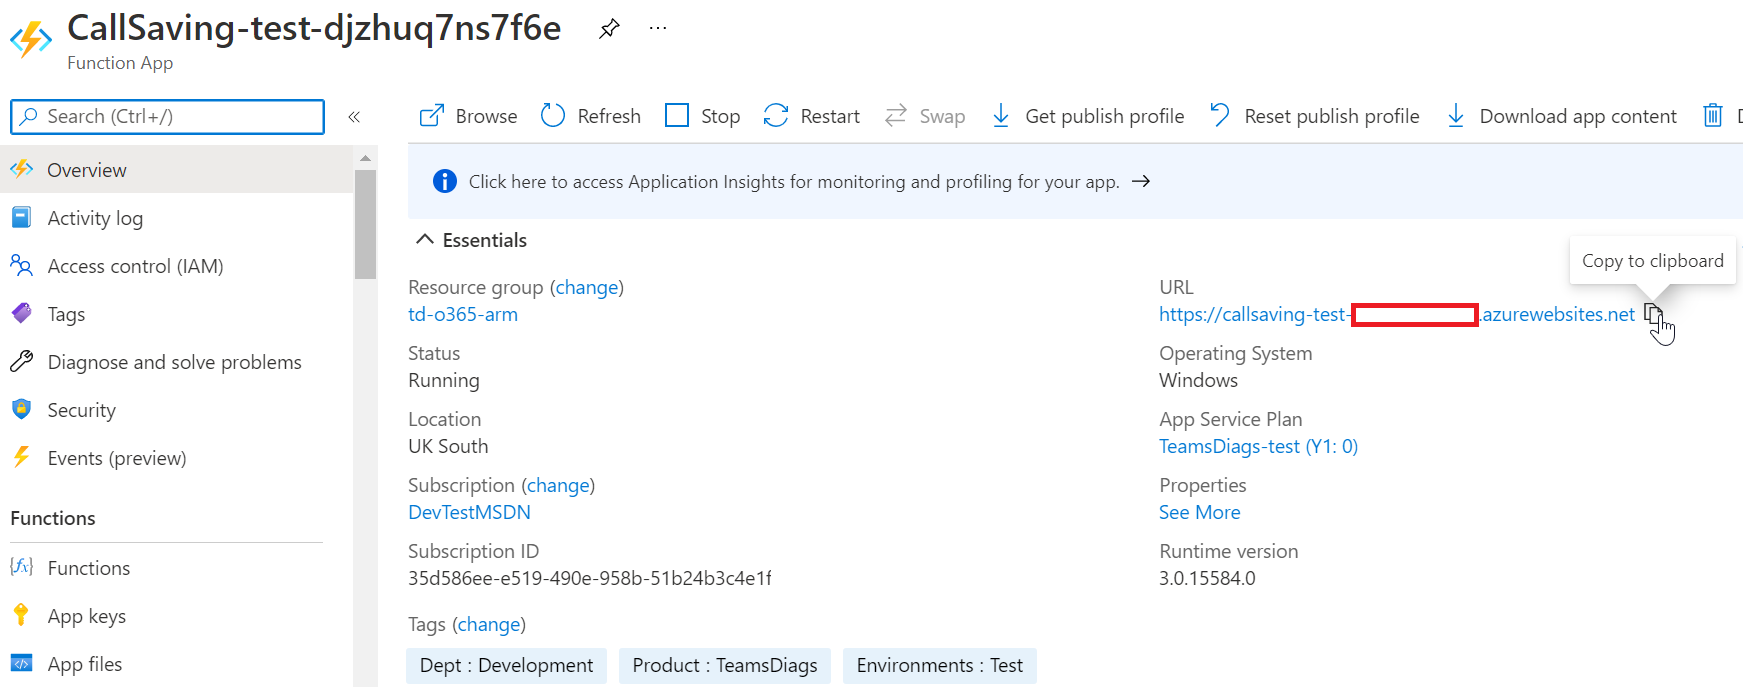 CallSaving-test-djzhuq7ns7f6e
Function App
Search (Ctrl+/)
Overview
Activity log
Access control (IAM)
Tags
Diagnose and solve problems
Security
Events (preview)
Functions
Functions
App keys
App files
Browse Refresh Stop Restart Swap Get publish profile Reset publish profile Download app content D
Click here to access Application Insights for monitoring and profiling for your app.
Essentials
Resource group (change)
td-o365-arm
Status
Running
Location
UK South
Subscription (change)
DevTestMSDN
Subscription ID
35d586ee-e519-490e-958b-51b24b3c4e1f
Copy to clipboard
URL
https://callsaving-test- .azurewebsites.net
Operating System
Windows
App Service Plan
TeamsDiags-test (Y1: 0)
Properties
See More
Runtime version
3.0.15584.0
Tags (change)
Dept : Development Product : TeamsDiags Environments : Test